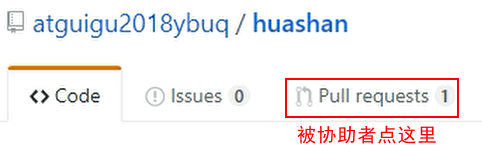 atguigu2018ybuq / huashan
Code Issues 0 Pull requests 1
被协助者点这里